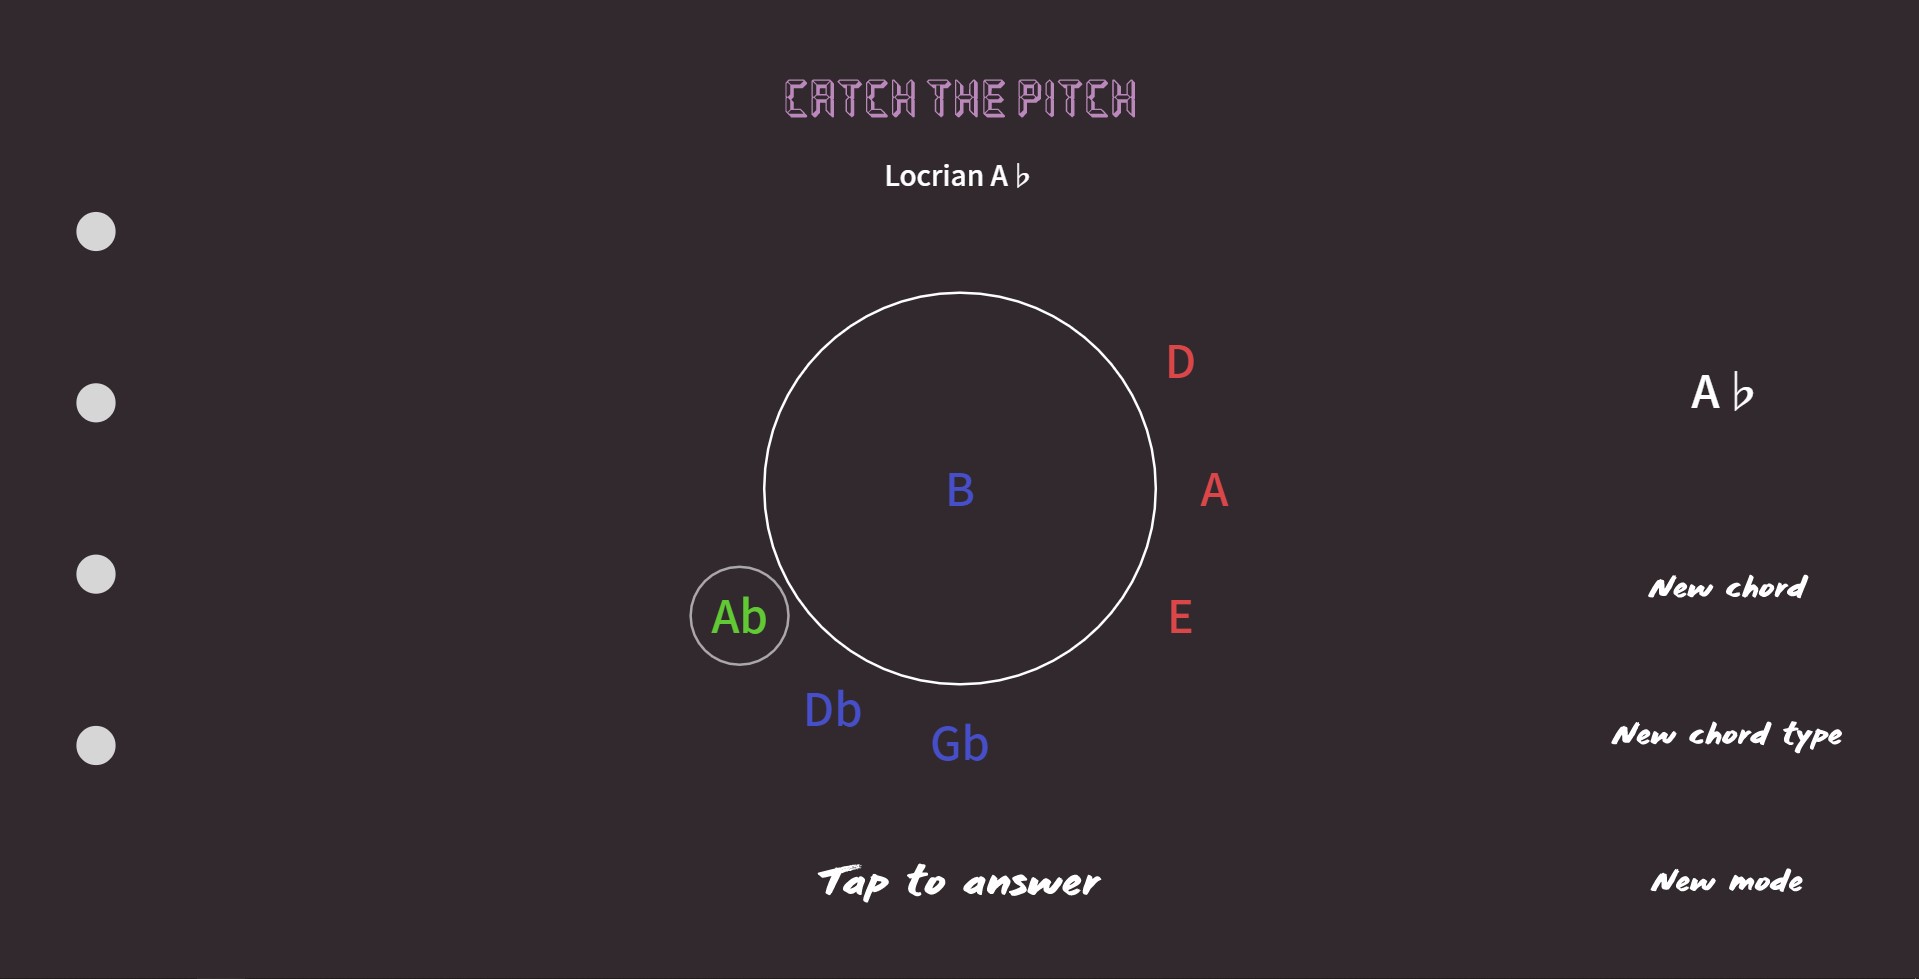 CATCH THE PITCH
Locrian A♭
D
A♭
B
A
New chord
Ab
E
Db
Gb
New chord type
Tap to answer
New mode